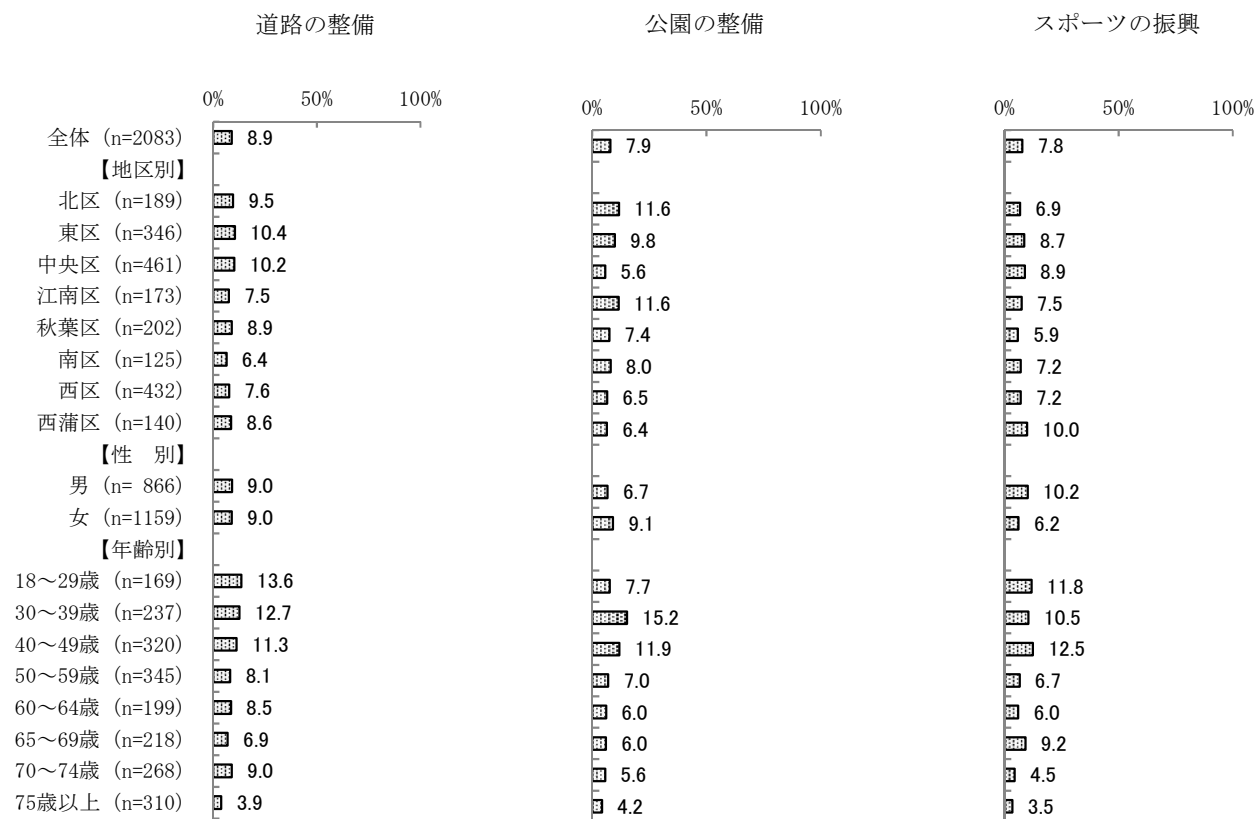 道路の整備 公園の整備 スポーツの振興
0% 50% 100% 0% 50% 100% 0% 50% 100%
全体 (n=2083) 8.9 7.9 7.8
【地区別】
北区 (n=189) 9.5 11.6 6.9
東区 (n=346) 10.4 9.8 8.7
中央区 (n=461) 10.2 5.6 8.9
江南区 (n=173) 7.5 11.6 7.5
秋葉区 (n=202) 8.9 7.4 5.9
南区 (n=125) 6.4 8.0 7.2
西区 (n=432) 7.6 6.5 7.2
西蒲区 (n=140) 8.6 6.4 10.0
【性　別】
男 (n= 866) 9.0 6.7 10.2
女 (n=1159) 9.0 9.1 6.2
【年齢別】
18～29歳 (n=169) 13.6 7.7 11.8
30～39歳 (n=237) 12.7 15.2 10.5
40～49歳 (n=320) 11.3 11.9 12.5
50～59歳 (n=345) 8.1 7.0 6.7
60～64歳 (n=199) 8.5 6.0 6.0
65～69歳 (n=218) 6.9 6.0 9.2
70～74歳 (n=268) 9.0 5.6 4.5
75歳以上 (n=310) 3.9 4.2 3.5